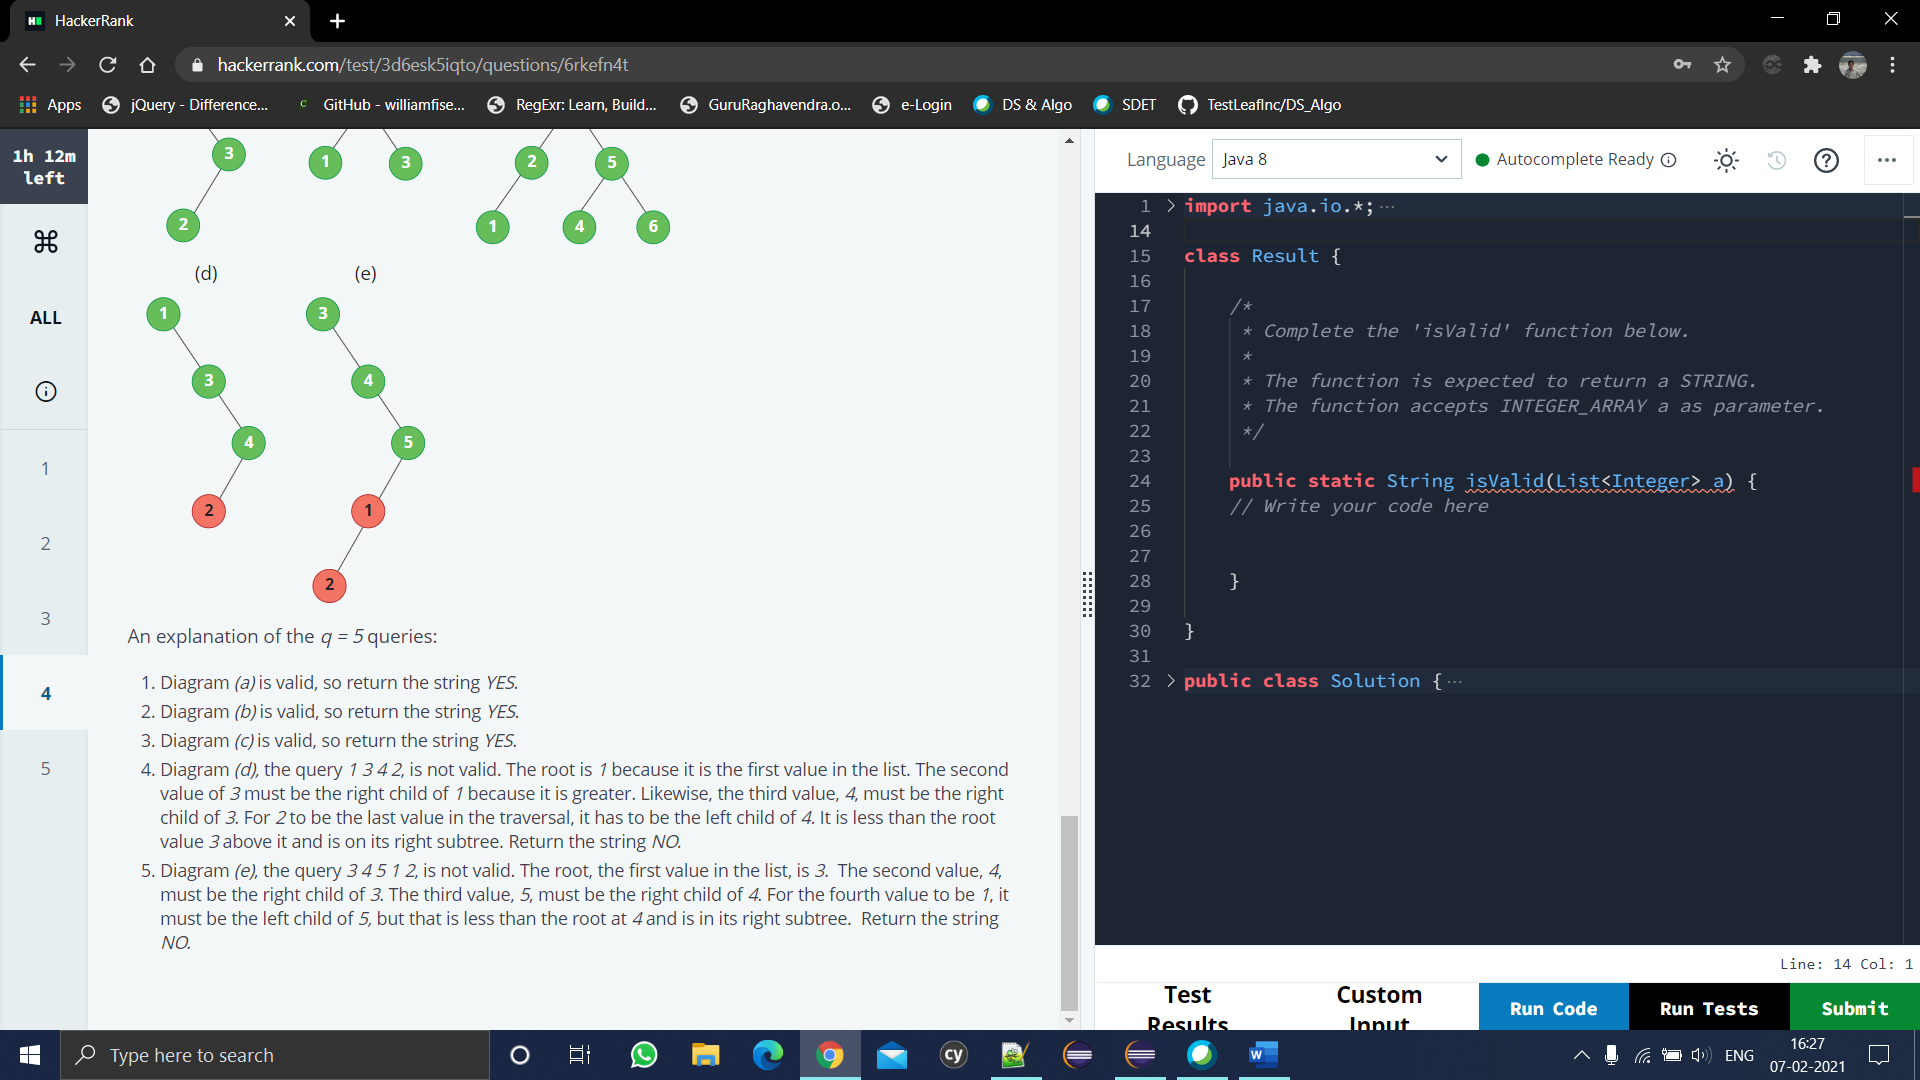 HackerRank
hackerrank.com/test/3d6esk5iqto/questions/6rkefn4t
Apps jQuery - Difference... GitHub - williamfise... RegExr: Learn, Build... GuruRaghavendra.o... e-Login DS & Algo SDET TestLeafInc/DS_Algo
1h 12m
left
ALL
1
2
3
4
5
3 1 3 2 5
2 1 4 6
(d) (e)
1 3
3 4
4 5
2 1
2
An explanation of the q = 5 queries:
1. Diagram (a) is valid, so return the string YES.
2. Diagram (b) is valid, so return the string YES.
3. Diagram (c) is valid, so return the string YES.
4. Diagram (d), the query 1 3 4 2, is not valid. The root is 1 because it is the first value in the list. The second
value of 3 must be the right child of 1 because it is greater. Likewise, the third value, 4, must be the right
child of 3. For 2 to be the last value in the traversal, it has to be the left child of 4. It is less than the root
value 3 above it and is on its right subtree. Return the string NO.
5. Diagram (e), the query 3 4 5 1 2, is not valid. The root, the first value in the list, is 3. The second value, 4,
must be the right child of 3. The third value, 5, must be the right child of 4. For the fourth value to be 1, it
must be the left child of 5, but that is less than the root at 4 and is in its right subtree. Return the string
NO.
Language Java 8 Autocomplete Ready
1 import java.io.*; ...
14
15 class Result {
16
17 /*
18 * Complete the 'isValid' function below.
19 *
20 * The function is expected to return a STRING.
21 * The function accepts INTEGER_ARRAY a as parameter.
22 */
23
24 public static String isValid(List<Integer> a) {
25 // Write your code here
26
27
28 }
29
30 }
31
32 public class Solution { ...
Line: 14 Col: 1
Test Results
Custom Input
Run Code
Run Tests
Submit
Type here to search
cy
W
ENG
16:27
07-02-2021